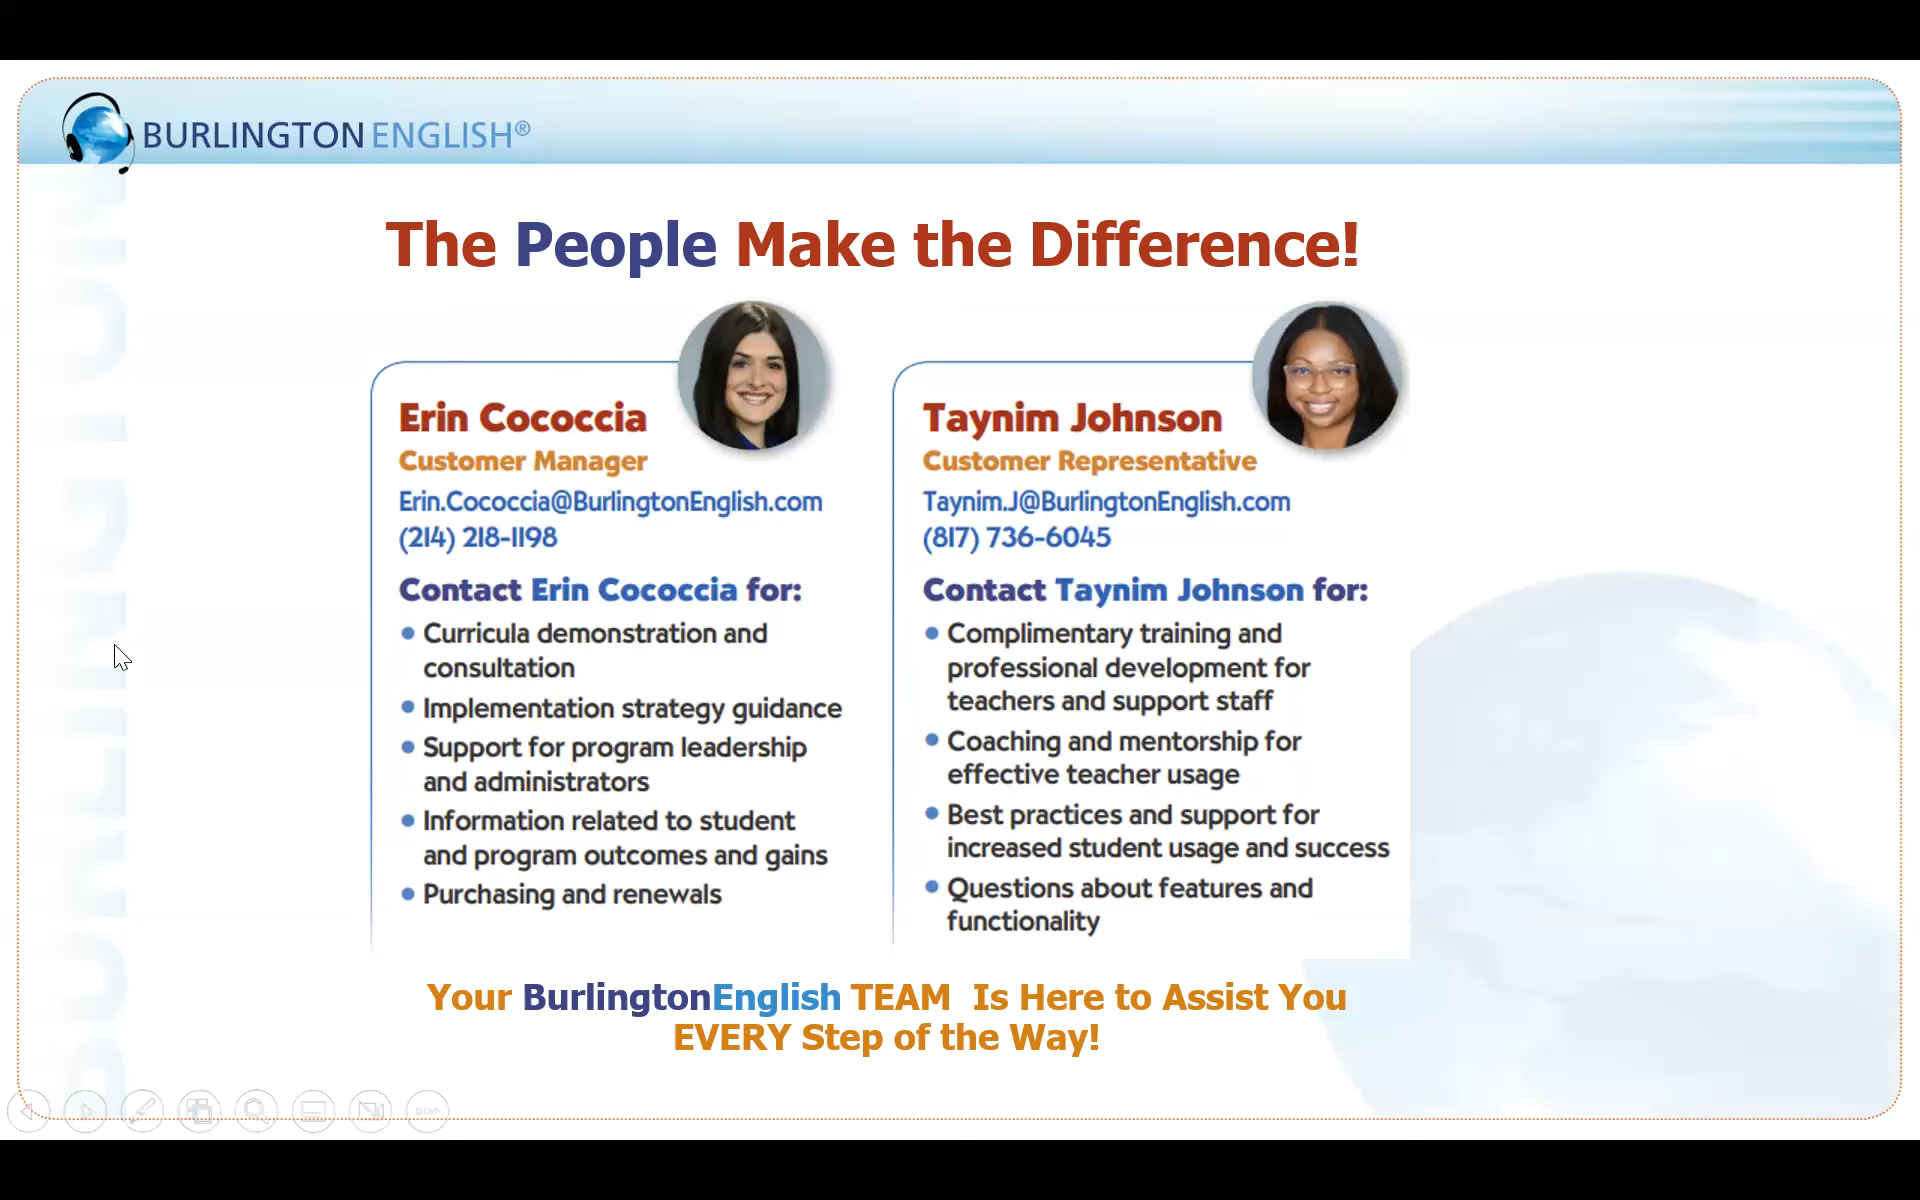 BURLINGTON ENGLISH®
The People Make the Difference!
Erin Cococcia
Customer Manager
Erin.Cococcia@BurlingtonEnglish.com
(214) 218-1198
Contact Erin Cococcia for:
• Curricula demonstration and
consultation
• Implementation strategy guidance
• Support for program leadership
and administrators
• Information related to student
and program outcomes and gains
• Purchasing and renewals
Taynim Johnson
Customer Representative
Taynim.J@BurlingtonEnglish.com
(817) 736-6045
Contact Taynim Johnson for:
• Complimentary training and
professional development for
teachers and support staff
• Coaching and mentorship for
effective teacher usage
• Best practices and support for
increased student usage and success
• Questions about features and
functionality
Your BurlingtonEnglish TEAM  Is Here to Assist You
EVERY Step of the Way!
BURLINGTON